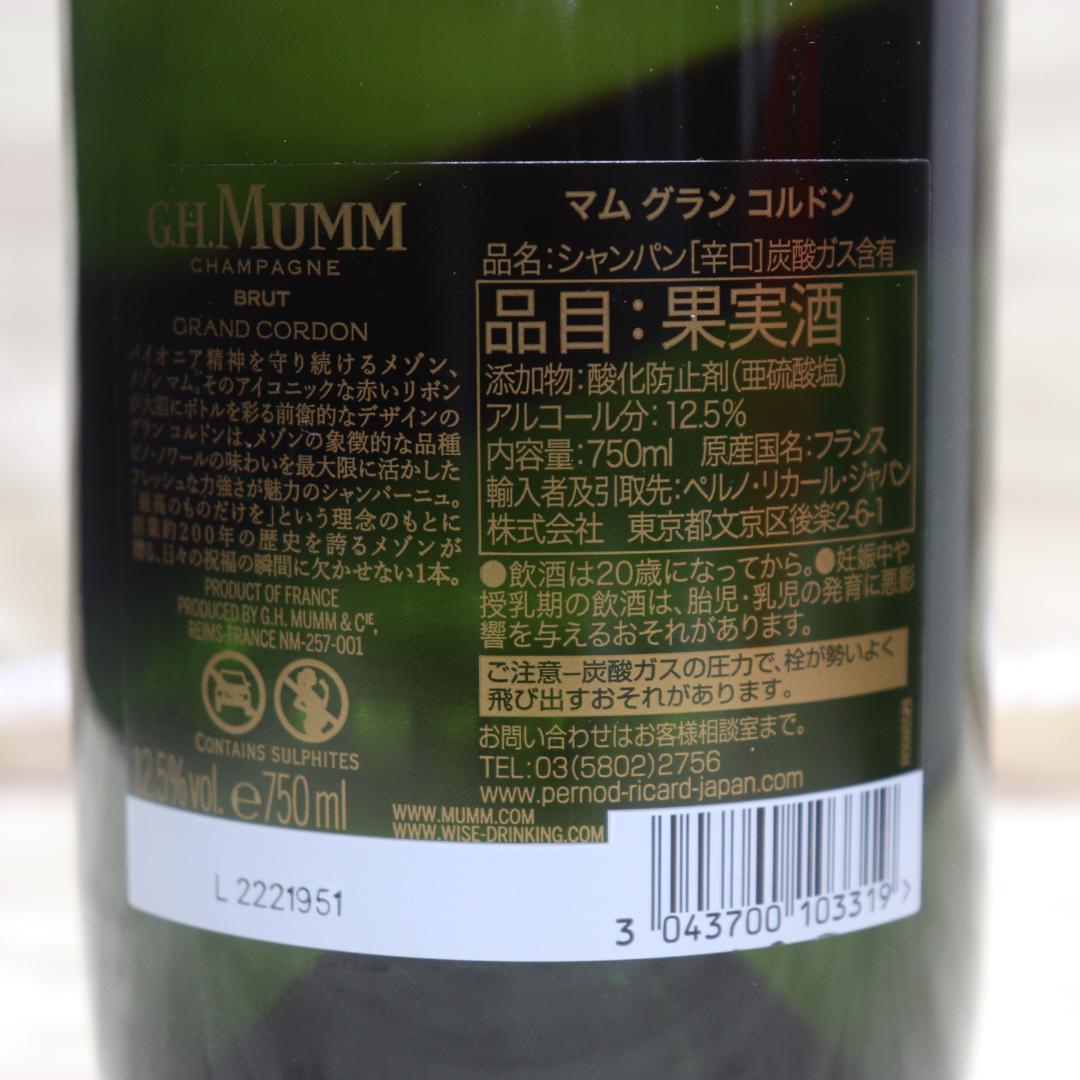 G.H.MUMM
CHAMPAGNE
BRUT
GRAND CORDON
パイオニア精神を守り続けるメゾン、
メゾン マム。そのアイコニックな赤いリボン
が大胆にボトルを彩る前衛的なデザインの
グラン コルドンは、メゾンの象徴的な品種
ピノ・ノワールの味わいを最大限に活かした
フレッシュな力強さが魅力のシャンパーニュ。
「最高のものだけを」という理念のもとに
創業約200年の歴史を誇るメゾンが
贈る、日々の祝福の瞬間に欠かせない1本。
PRODUCT OF FRANCE
PRODUCED BY G.H. MUMM & CIE,
REIMS-FRANCE NM-257-001
CONTAINS SULPHITES
12.5%vol. e750 ml
WWW.MUMM.COM
WWW.WISE-DRINKING.COM
L 2221951
マム グラン コルドン
品名:シャンパン[辛口]炭酸ガス含有
品目:果実酒
添加物:酸化防止剤(亜硫酸塩)
アルコール分:12.5%
内容量:750ml 原産国名:フランス
輸入者及引取先:ペルノ・リカール・ジャパン
株式会社 東京都文京区後楽2-6-1
●飲酒は20歳になってから。●妊娠中や
授乳期の飲酒は、胎児・乳児の発育に悪影
響を与えるおそれがあります。
ご注意-炭酸ガスの圧力で、栓が勢いよく
飛び出すおそれがあります。
お問い合わせはお客様相談室まで。
TEL:03(5802)2756
www.pernod-ricard-japan.com
3 043700 103319 >